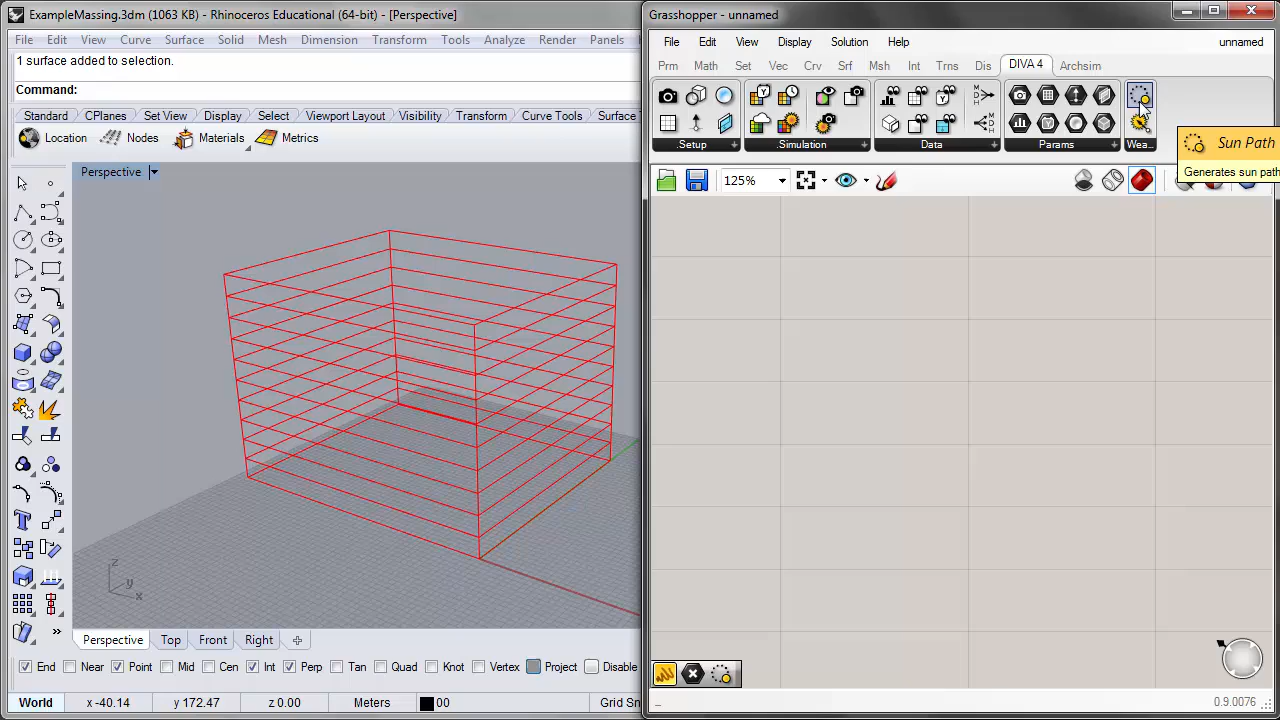 ExampleMassing.3dm (1063 KB) - Rhinoceros Educational (64-bit) - [Perspective]
File Edit View Curve Surface Solid Mesh Dimension Transform Tools Analyze Render Panels
1 surface added to selection.
Command:
Standard CPlanes Set View Display Select Viewport Layout Visibility Transform Curve Tools Surface
Location Nodes Materials Metrics
Perspective
z
y
x
Perspective Top Front Right
End Near Point Mid Cen Int Perp Tan Quad Knot Vertex Project Disable
World x -40.14 y 172.47 z 0.00 Meters 00 Grid Sn
Grasshopper - unnamed
File Edit View Display Solution Help unnamed
Prm Math Set Vec Crv Srf Msh Int Trns Dis DIVA 4 Archsim
.Setup .Simulation Data Params Wea...
Sun Path
Generates sun path
125%
0.9.0076